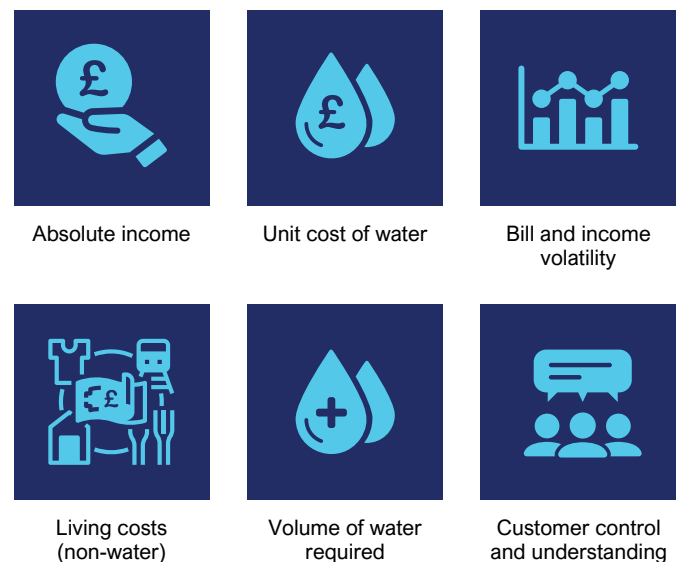 £
£
Absolute income
Unit cost of water
Bill and income
volatility
£
Living costs
(non-water)
Volume of water
required
Customer control
and understanding